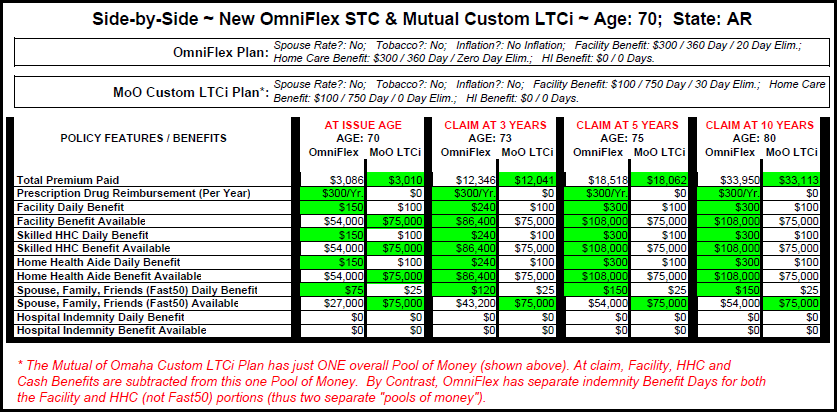 Side-by-Side ~ New OmniFlex STC & Mutual Custom LTCi ~ Age: 70; State: AR
OmniFlex Plan: Spouse Rate?: No; Tobacco?: No; Inflation?: No Inflation; Facility Benefit: $300 / 360 Day / 20 Day Elim.;
Home Care Benefit: $300 / 360 Day / Zero Day Elim.; HI Benefit: $0 / 0 Days.
MoO Custom LTCi Plan*: Spouse Rate?: No; Tobacco?: No; Inflation?: No; Facility Benefit: $100 / 750 Day / 30 Day Elim.; Home Care
Benefit: $100 / 750 Day / 0 Day Elim.; HI Benefit: $0 / 0 Days.
AT ISSUE AGE CLAIM AT 3 YEARS CLAIM AT 5 YEARS CLAIM AT 10 YEARS
POLICY FEATURES / BENEFITS AGE: 70 AGE: 73 AGE: 75 AGE: 80
OmniFlex MoO LTCi OmniFlex MoO LTCi OmniFlex MoO LTCi OmniFlex MoO LTCi
Total Premium Paid $3,086 $3,010 $12,346 $12,041 $18,518 $18,062 $33,950 $33,113
Prescription Drug Reimbursement (Per Year) $300/Yr. $0 $300/Yr. $0 $300/Yr. $0 $300/Yr. $0
Facility Daily Benefit $150 $100 $240 $100 $300 $100 $300 $100
Facility Benefit Available $54,000 $75,000 $86,400 $75,000 $108,000 $75,000 $108,000 $75,000
Skilled HHC Daily Benefit $150 $100 $240 $100 $300 $100 $300 $100
Skilled HHC Benefit Available $54,000 $75,000 $86,400 $75,000 $108,000 $75,000 $108,000 $75,000
Home Health Aide Daily Benefit $150 $100 $240 $100 $300 $100 $300 $100
Home Health Aide Benefit Available $54,000 $75,000 $86,400 $75,000 $108,000 $75,000 $108,000 $75,000
Spouse, Family, Friends (Fast50) Daily Benefit $75 $25 $120 $25 $150 $25 $150 $25
Spouse, Family, Friends (Fast50) Available $27,000 $75,000 $43,200 $75,000 $54,000 $75,000 $54,000 $75,000
Hospital Indemnity Daily Benefit $0 $0 $0 $0 $0 $0 $0 $0
Hospital Indemnity Benefit Available $0 $0 $0 $0 $0 $0 $0 $0
* The Mutual of Omaha Custom LTCi Plan has just ONE overall Pool of Money (shown above). At claim, Facility, HHC and
Cash Benefits are subtracted from this one Pool of Money. By Contrast, OmniFlex has separate indemnity Benefit Days for both
the Facility and HHC (not Fast50) portions (thus two separate "pools of money").